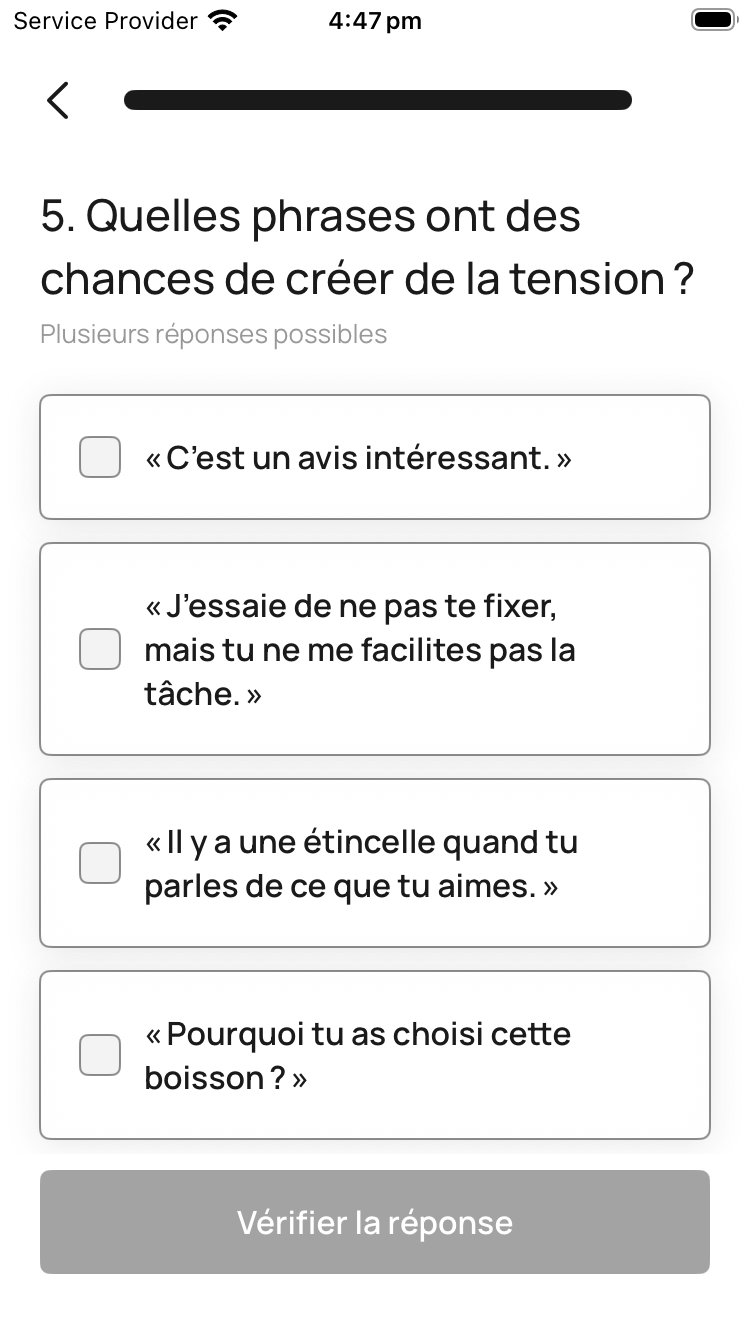 Service Provider 4:47 pm
5. Quelles phrases ont des
chances de créer de la tension ?
Plusieurs réponses possibles
« C’est un avis intéressant. »
« J’essaie de ne pas te fixer,
mais tu ne me facilites pas la
tâche. »
« Il y a une étincelle quand tu
parles de ce que tu aimes. »
« Pourquoi tu as choisi cette
boisson ? »
Vérifier la réponse